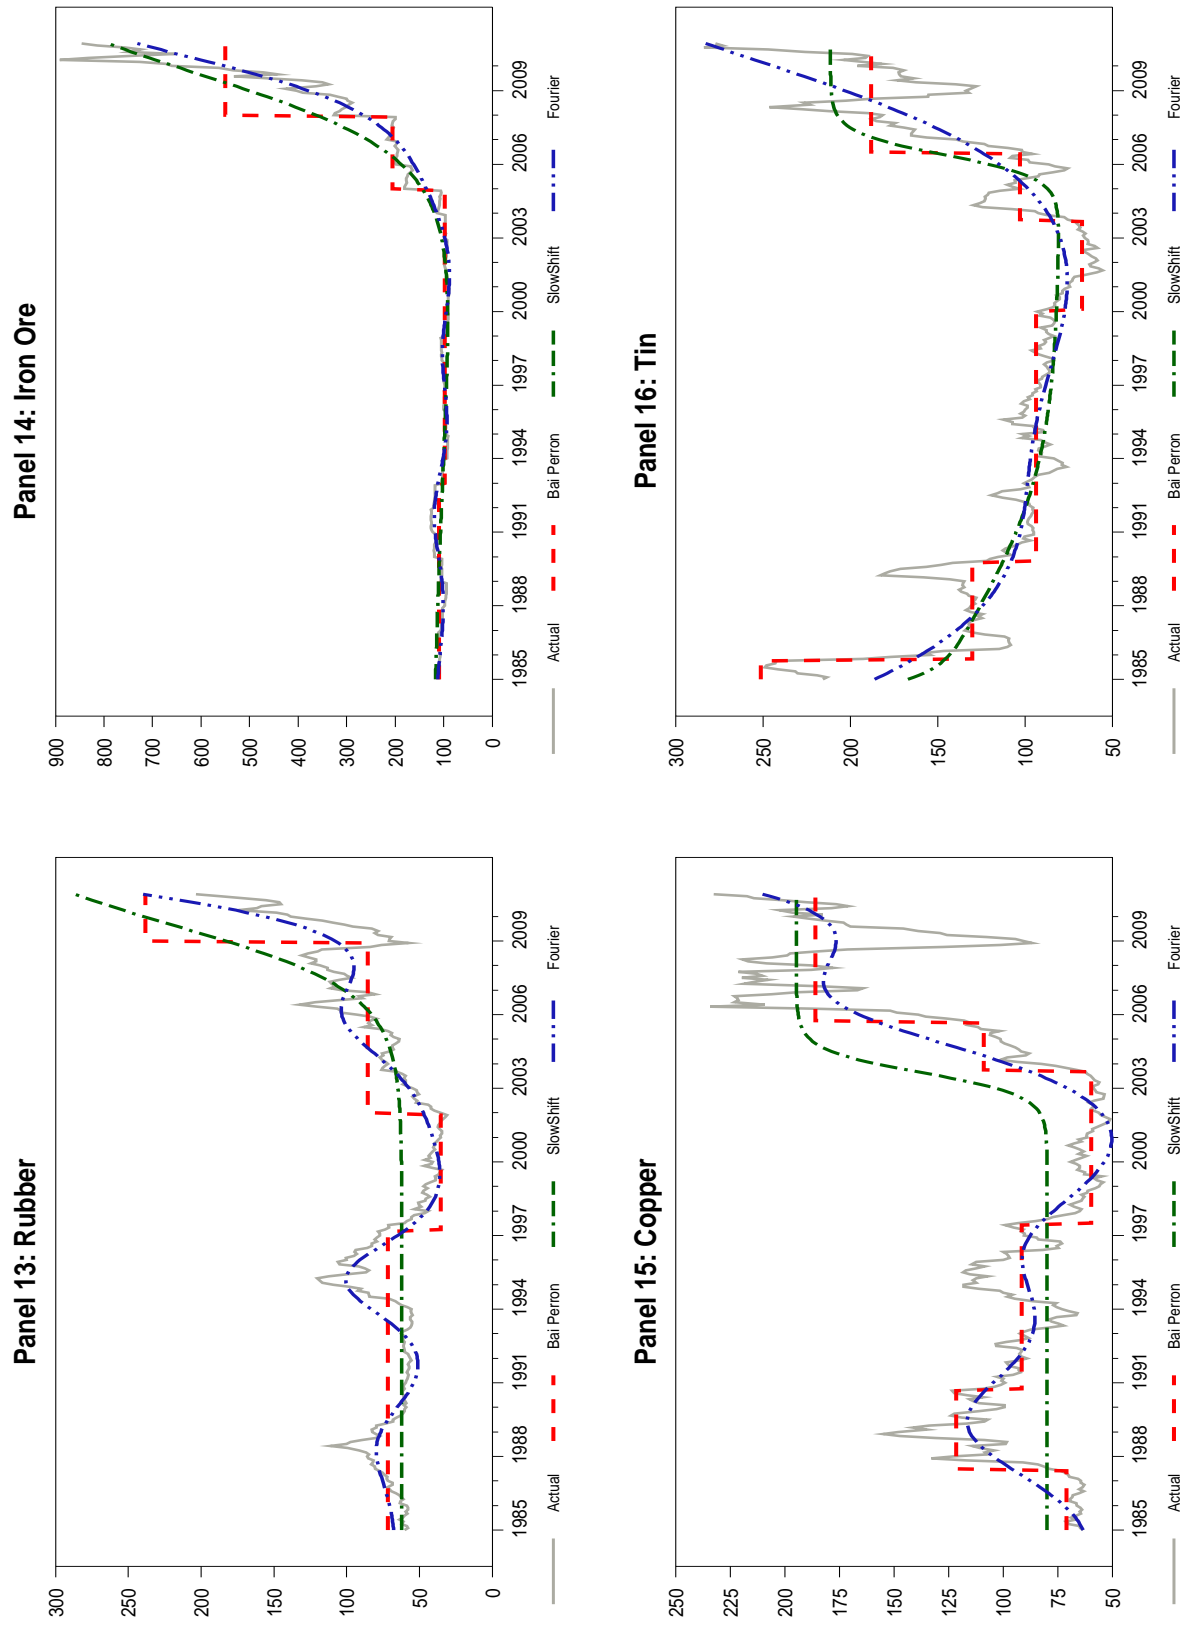 Panel 13: Rubber
300
250
200
150
100
50
0
1985 1988 1991 1994 1997 2000 2003 2006 2009
Actual Bai Perron SlowShift Fourier
Panel 14: Iron Ore
900
800
700
600
500
400
300
200
100
0
1985 1988 1991 1994 1997 2000 2003 2006 2009
Actual Bai Perron SlowShift Fourier
Panel 15: Copper
250
225
200
175
150
125
100
75
50
1985 1988 1991 1994 1997 2000 2003 2006 2009
Actual Bai Perron SlowShift Fourier
Panel 16: Tin
300
250
200
150
100
50
1985 1988 1991 1994 1997 2000 2003 2006 2009
Actual Bai Perron SlowShift Fourier